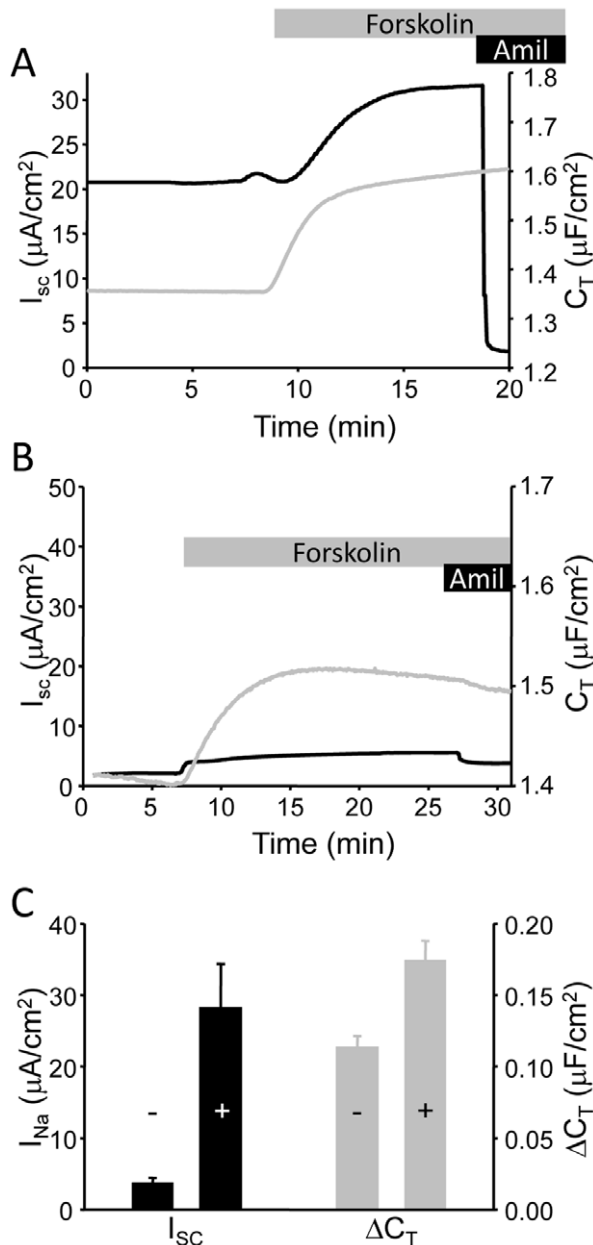 Forskolin
Amil
A
30
25
20
15
10
5
0
Isc (µA/cm²)
1.8
1.7
1.6
1.5
1.4
1.3
1.2
CT (µF/cm²)
0 5 10 15 20
Time (min)
B
50
40
30
20
10
0
Isc (µA/cm²)
Forskolin
Amil
1.7
1.6
1.5
1.4
CT (µF/cm²)
0 5 10 15 20 25 30
Time (min)
C
40
30
20
10
0
INa (µA/cm²)
- + - +
0.20
0.15
0.10
0.05
0.00
ΔCT (µF/cm²)
ISC ΔCT